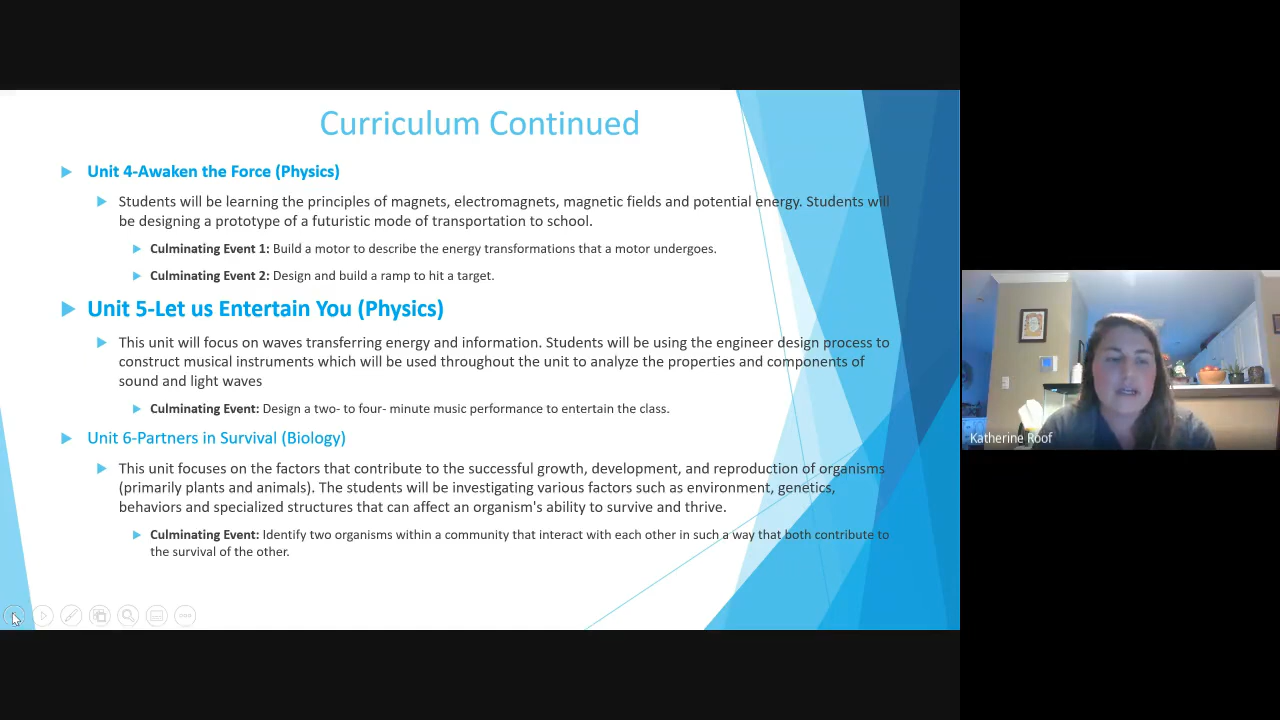 Curriculum Continued
Unit 4-Awaken the Force (Physics)
Students will be learning the principles of magnets, electromagnets, magnetic fields and potential energy. Students will
be designing a prototype of a futuristic mode of transportation to school.
Culminating Event 1: Build a motor to describe the energy transformations that a motor undergoes.
Culminating Event 2: Design and build a ramp to hit a target.
Unit 5-Let us Entertain You (Physics)
This unit will focus on waves transferring energy and information. Students will be using the engineer design process to
construct musical instruments which will be used throughout the unit to analyze the properties and components of
sound and light waves
Culminating Event: Design a two- to four- minute music performance to entertain the class.
Unit 6-Partners in Survival (Biology)
This unit focuses on the factors that contribute to the successful growth, development, and reproduction of organisms
(primarily plants and animals). The students will be investigating various factors such as environment, genetics,
behaviors and specialized structures that can affect an organism's ability to survive and thrive.
Culminating Event: Identify two organisms within a community that interact with each other in such a way that both contribute to
the survival of the other.
Katherine Roof